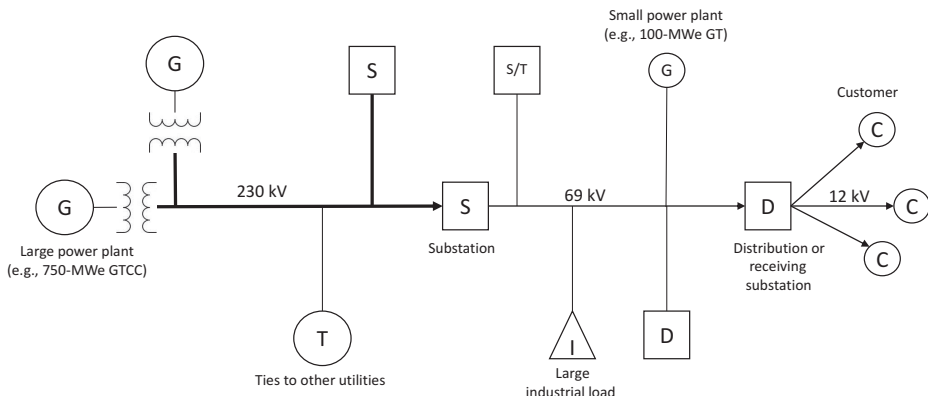 Small power plant
(e.g., 100-MWe GT)
G
S
S/T
G
Customer
C
230 kV
69 kV
12 kV
G
S
D
C
Large power plant
(e.g., 750-MWe GTCC)
Substation
Distribution or
receiving
substation
C
T
I
D
Ties to other utilities
Large
industrial load